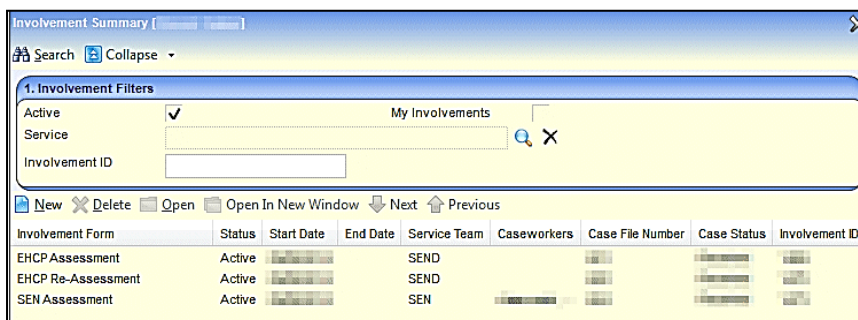 Involvement Summary [ ]
Search Collapse
1. Involvement Filters
Active My Involvements
Service
Involvement ID
New Delete Open Open In New Window Next Previous
Involvement Form Status Start Date End Date Service Team Caseworkers Case File Number Case Status Involvement ID
EHCP Assessment Active SEND
EHCP Re-Assessment Active SEND
SEN Assessment Active SEN